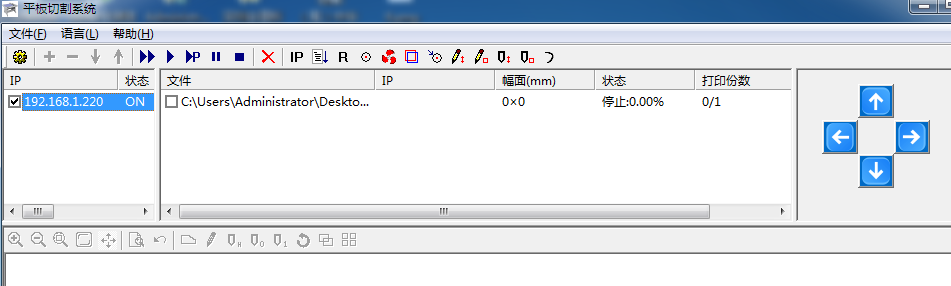 平板切割系统
文件(F) 语言(L) 帮助(H)
P IP R
IP 状态 文件 IP 幅面(mm) 状态 打印份数
192.168.1.220 ON C:\Users\Administrator\Deskto... 0×0 停止:0.00% 0/1
H 0 1